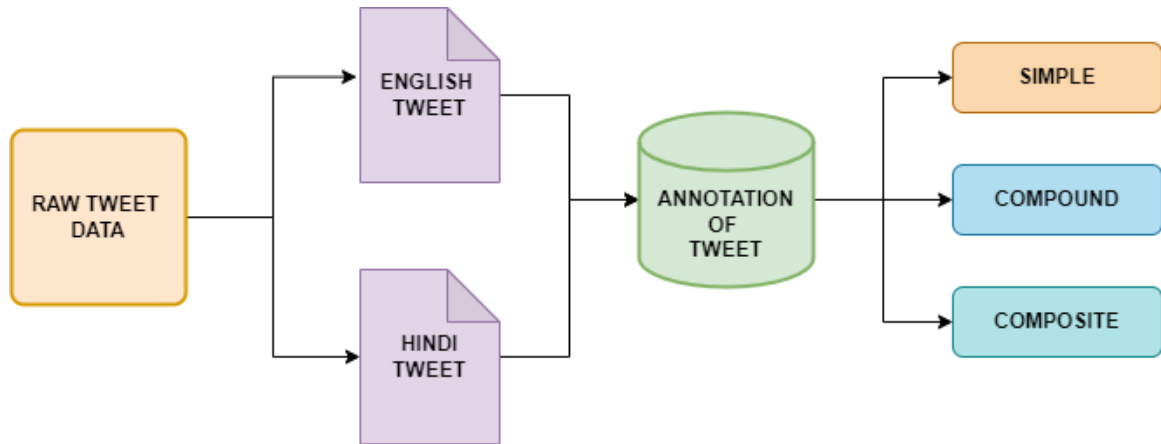 RAW TWEET
DATA
ENGLISH
TWEET
HINDI
TWEET
ANNOTATION
OF
TWEET
SIMPLE
COMPOUND
COMPOSITE